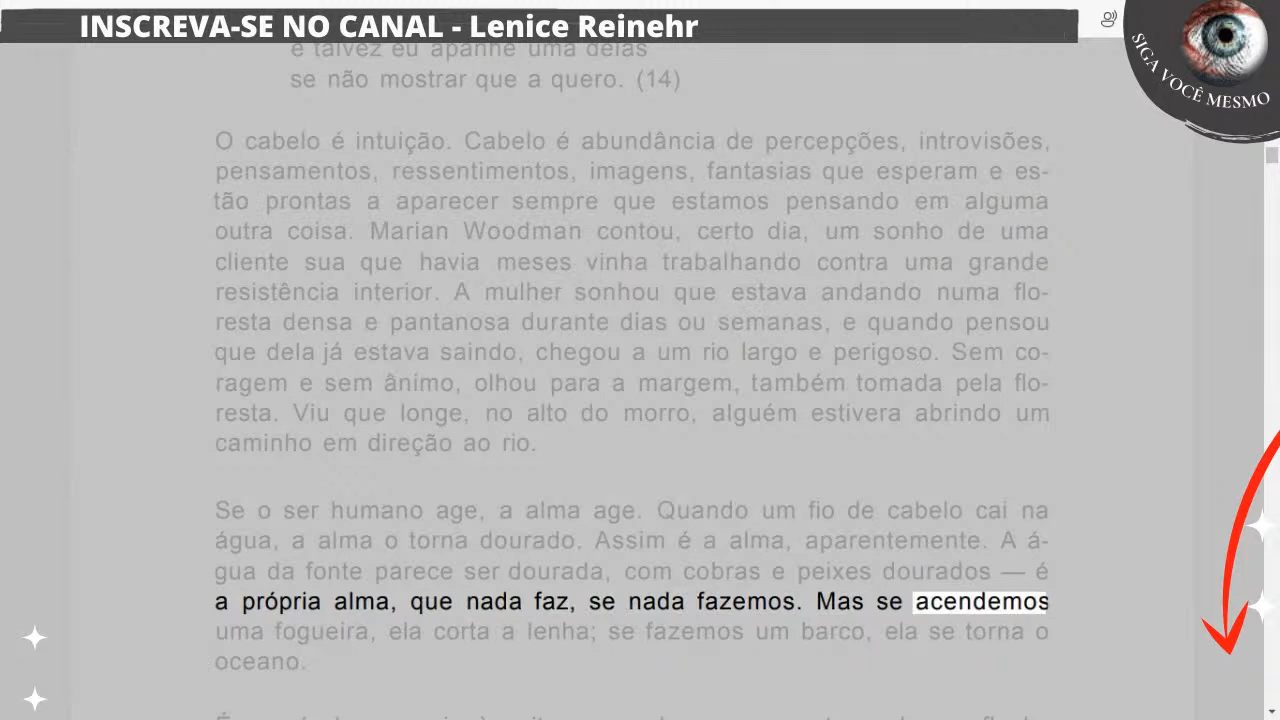 INSCREVA-SE NO CANAL - Lenice Reinehr
SIGA VOCÊ MESMO
e talvez eu apanhe uma delas
se não mostrar que a quero. (14)
O cabelo é intuição. Cabelo é abundância de percepções, introvisões,
pensamentos, ressentimentos, imagens, fantasias que esperam e es-
tão prontas a aparecer sempre que estamos pensando em alguma
outra coisa. Marian Woodman contou, certo dia, um sonho de uma
cliente sua que havia meses vinha trabalhando contra uma grande
resistência interior. A mulher sonhou que estava andando numa flo-
resta densa e pantanosa durante dias ou semanas, e quando pensou
que dela já estava saindo, chegou a um rio largo e perigoso. Sem co-
ragem e sem ânimo, olhou para a margem, também tomada pela flo-
resta. Viu que longe, no alto do morro, alguém estivera abrindo um
caminho em direção ao rio.
Se o ser humano age, a alma age. Quando um fio de cabelo cai na
água, a alma o torna dourado. Assim é a alma, aparentemente. A á-
gua da fonte parece ser dourada, com cobras e peixes dourados — é
a própria alma, que nada faz, se nada fazemos. Mas se acendemos
uma fogueira, ela corta a lenha; se fazemos um barco, ela se torna o
oceano.